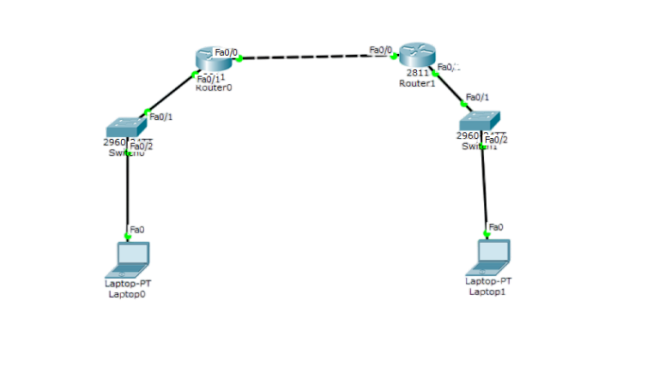 Fa0/0
Fa0/0
2811
Router1
Fa0/1
Router0
Fa0/1
Fa0/1
Fa0/2
Fa0/2
Fa0
Fa0
Laptop-PT
Laptop0
Laptop-PT
Laptop1